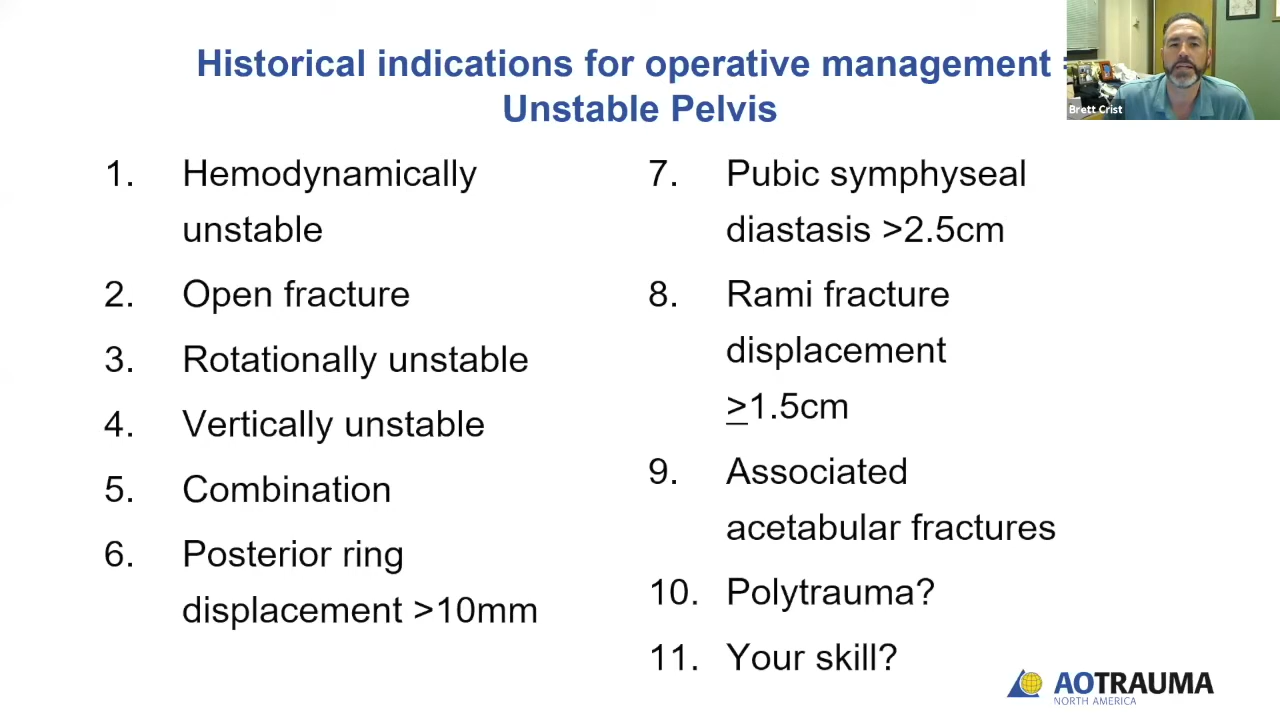 Historical indications for operative management =
Unstable Pelvis
Brett Crist
1. Hemodynamically
unstable
2. Open fracture
3. Rotationally unstable
4. Vertically unstable
5. Combination
6. Posterior ring
displacement >10mm
7. Pubic symphyseal
diastasis >2.5cm
8. Rami fracture
displacement
≥1.5cm
9. Associated
acetabular fractures
10. Polytrauma?
11. Your skill?
AOTRAUMA
NORTH AMERICA